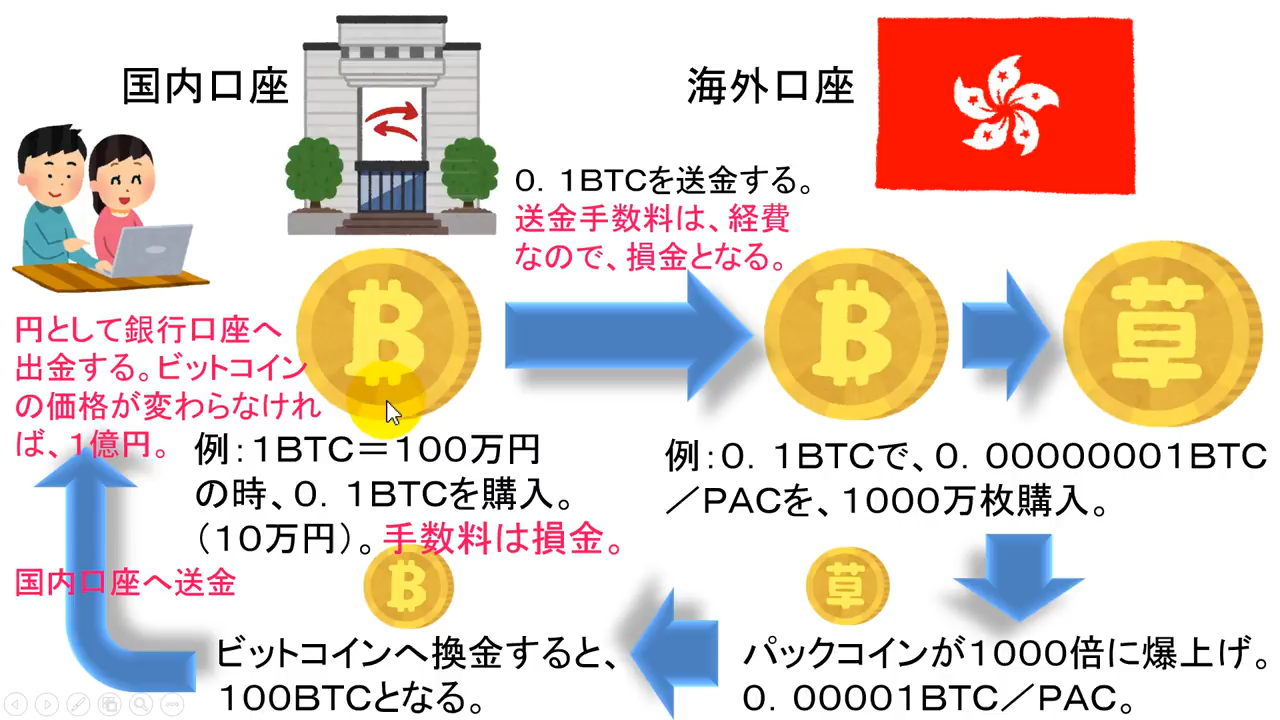 国内口座
海外口座
0．1BTCを送金する。
送金手数料は、経費
なので、損金となる。
円として銀行口座へ
出金する。ビットコイン
の価格が変わらなけれ
ば、1億円。
例：1BTC＝100万円
の時、0．1BTCを購入。
（10万円）。手数料は損金。
草
例：0．1BTCで、0．00000001BTC
／PACを、1000万枚購入。
草
パックコインが1000倍に爆上げ。
0．00001BTC／PAC。
ビットコインへ換金すると、
100BTCとなる。
国内口座へ送金